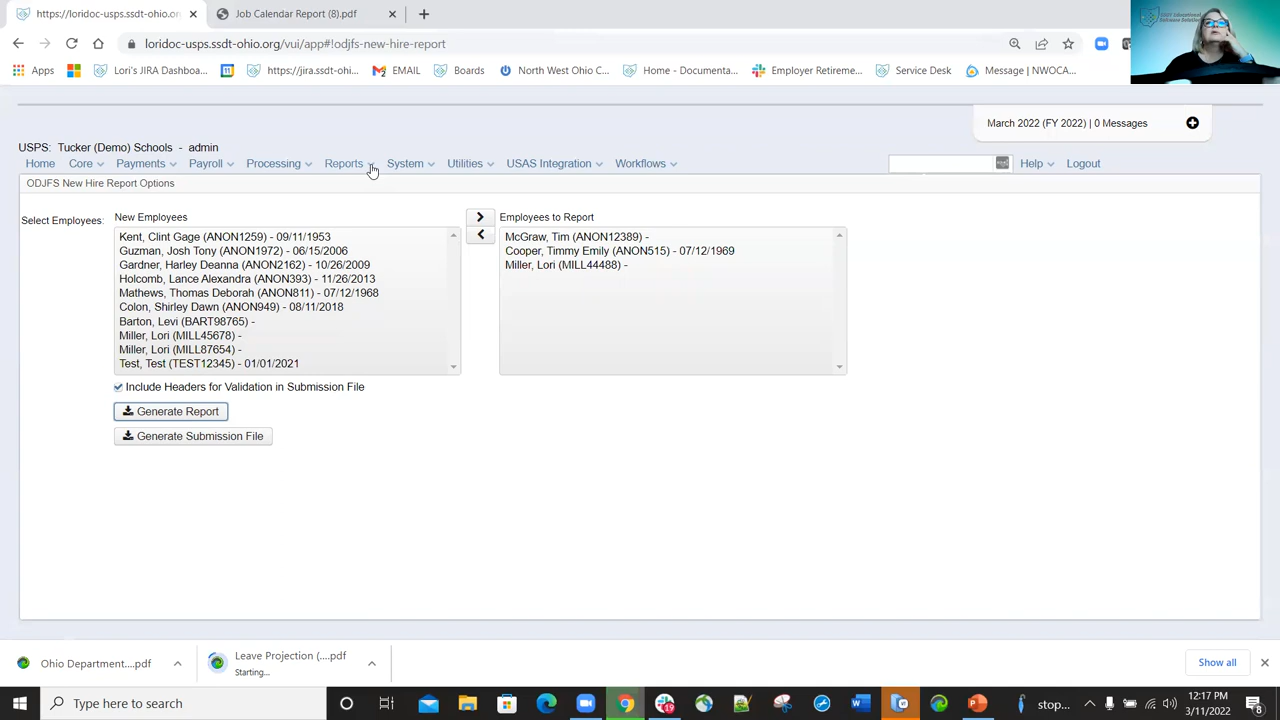 https://loridoc-usps.ssdt-ohio.org/
Job Calendar Report (8).pdf
loridoc-usps.ssdt-ohio.org/vui/app#!odjfs-new-hire-report
Apps
Lori's JIRA Dashboa...
https://jira.ssdt-ohi...
EMAIL
Boards
North West Ohio C...
Home - Documenta...
Employer Retireme...
Service Desk
Message | NWOCA...
March 2022 (FY 2022) | 0 Messages
USPS: Tucker (Demo) Schools - admin
Home Core Payments Payroll Processing Reports System Utilities USAS Integration Workflows Help Logout
ODJFS New Hire Report Options
Select Employees:
New Employees
Kent, Clint Gage (ANON1259) - 09/11/1953
Guzman, Josh Tony (ANON1972) - 06/15/2006
Gardner, Harley Deanna (ANON2162) - 10/26/2009
Holcomb, Lance Alexandra (ANON393) - 11/26/2013
Mathews, Thomas Deborah (ANON811) - 07/12/1968
Colon, Shirley Dawn (ANON949) - 08/11/2018
Barton, Levi (BART98765) -
Miller, Lori (MILL45678) -
Miller, Lori (MILL87654) -
Test, Test (TEST12345) - 01/01/2021
Employees to Report
McGraw, Tim (ANON12389) -
Cooper, Timmy Emily (ANON515) - 07/12/1969
Miller, Lori (MILL44488) -
Include Headers for Validation in Submission File
Generate Report
Generate Submission File
Ohio Department....pdf
Leave Projection (....pdf
Starting...
Show all
Type here to search
19
stop...
12:17 PM
3/11/2022
8